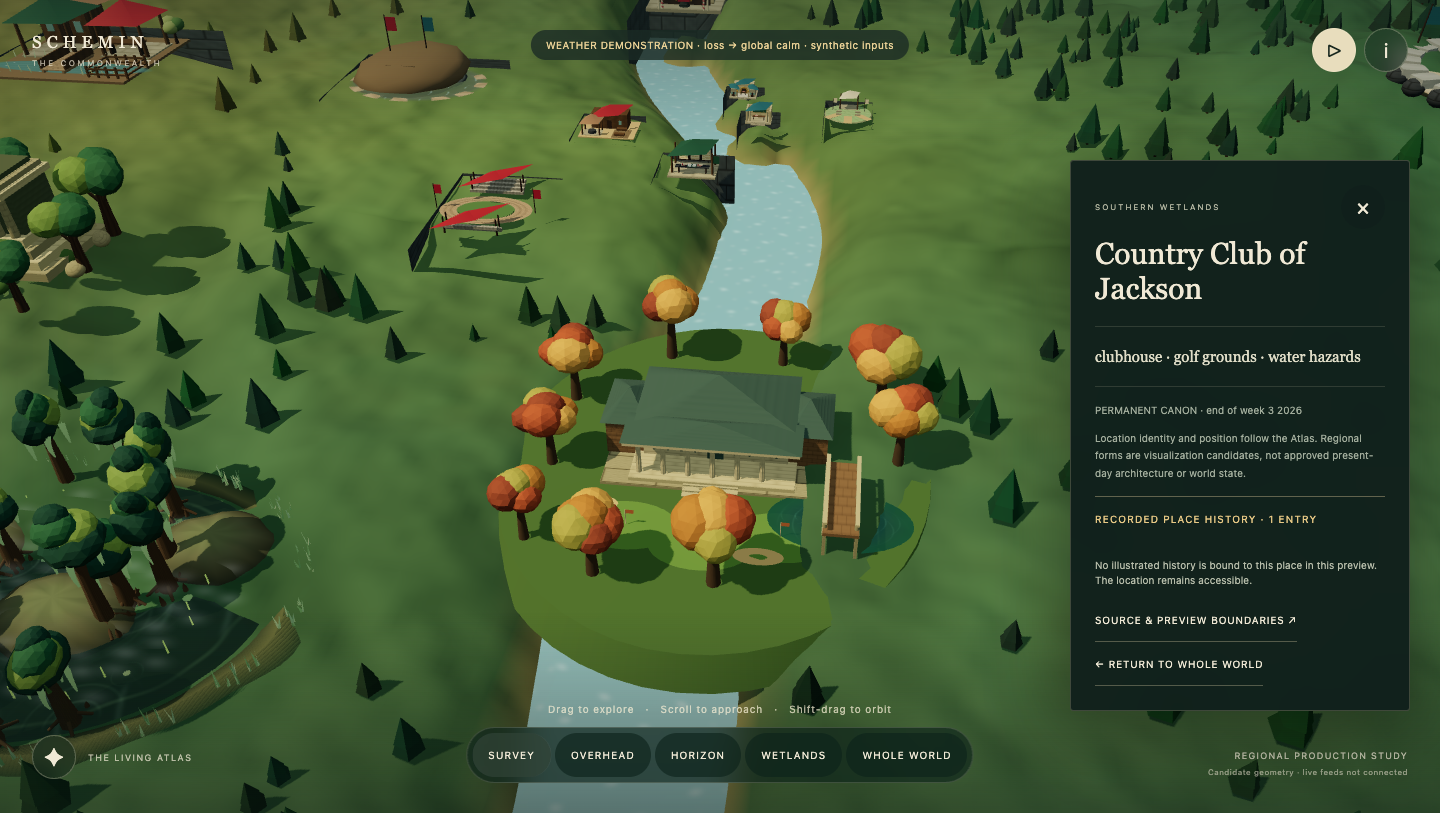 SCHEMIN
THE COMMONWEALTH
WEATHER DEMONSTRATION · loss → global calm · synthetic inputs
i
SOUTHERN WETLANDS
×
Country Club of
Jackson
clubhouse · golf grounds · water hazards
PERMANENT CANON · end of week 3 2026
Location identity and position follow the Atlas. Regional
forms are visualization candidates, not approved present-
day architecture or world state.
RECORDED PLACE HISTORY · 1 ENTRY
No illustrated history is bound to this place in this preview.
The location remains accessible.
SOURCE & PREVIEW BOUNDARIES ↗
← RETURN TO WHOLE WORLD
Drag to explore · Scroll to approach · Shift-drag to orbit
SURVEY OVERHEAD HORIZON WETLANDS WHOLE WORLD
THE LIVING ATLAS
REGIONAL PRODUCTION STUDY
Candidate geometry · live feeds not connected